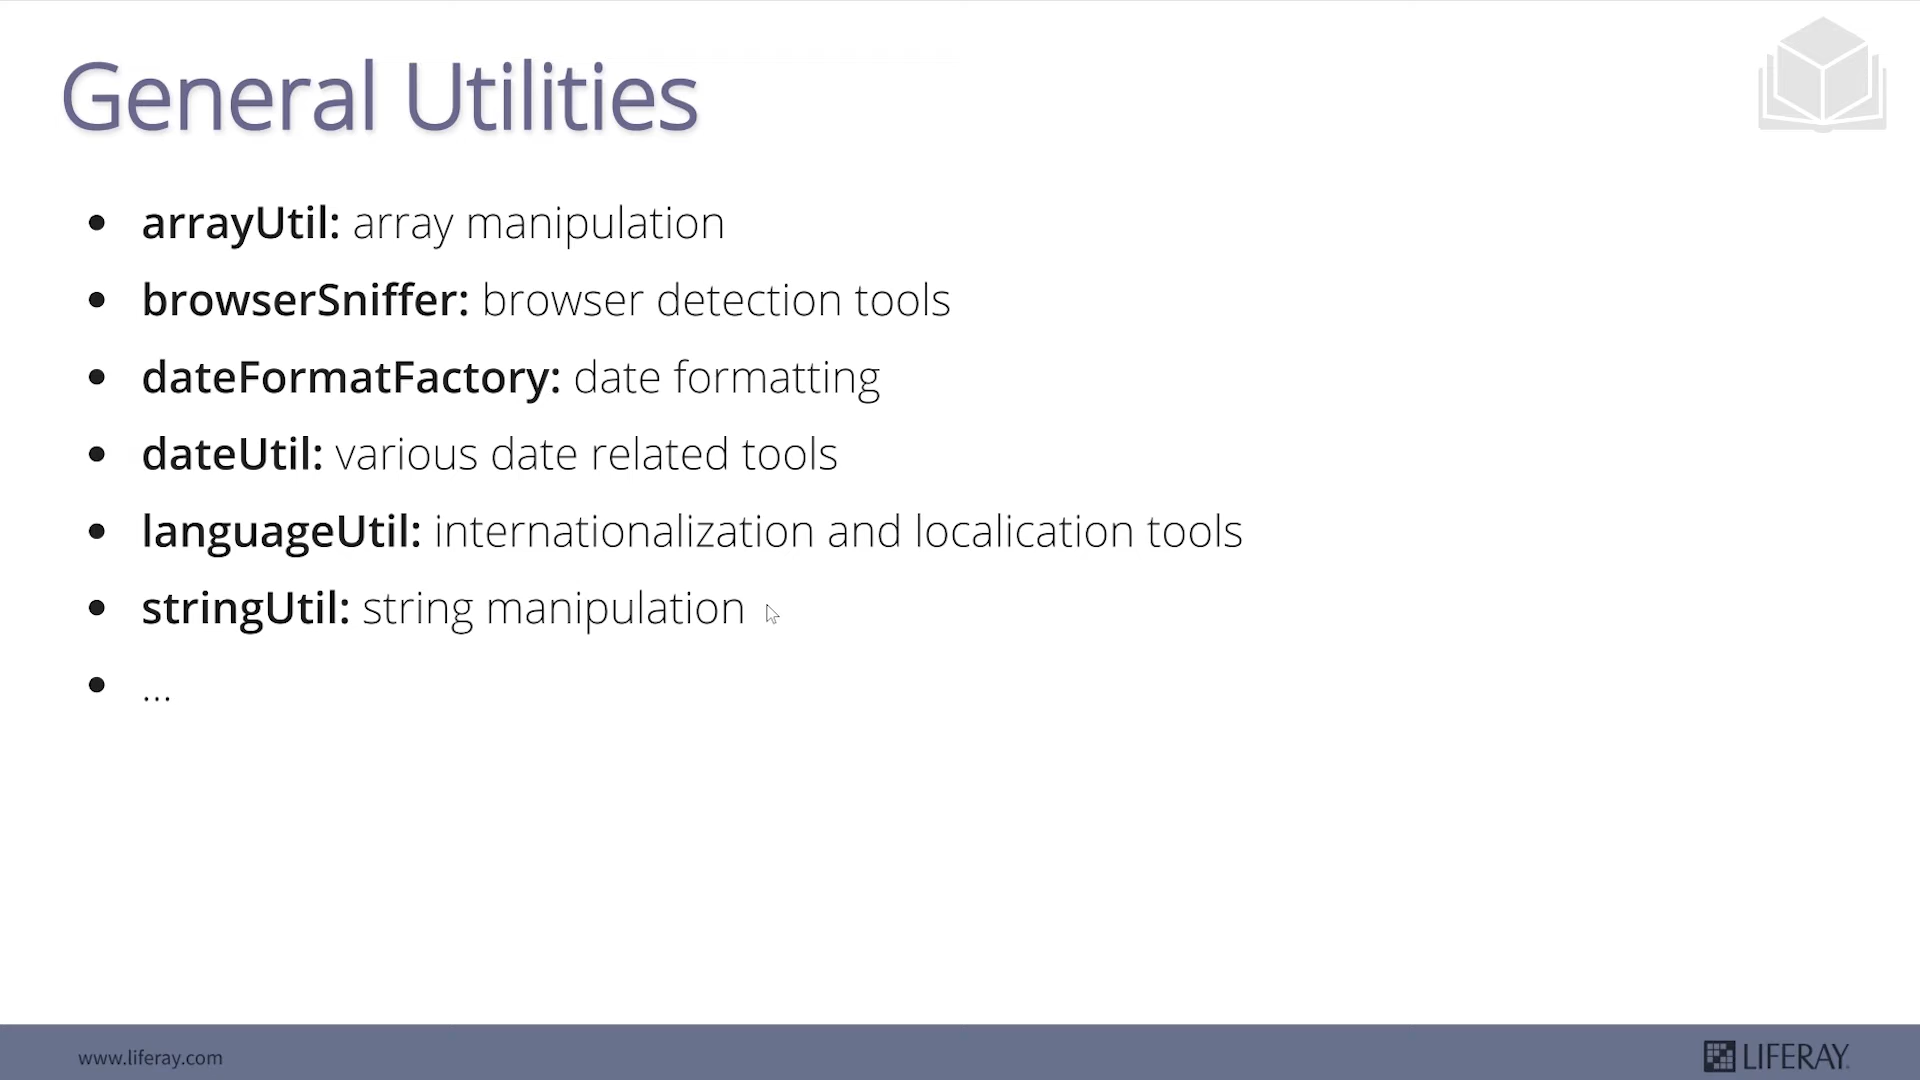 General Utilities
• arrayUtil: array manipulation
• browserSniffer: browser detection tools
• dateFormatFactory: date formatting
• dateUtil: various date related tools
• languageUtil: internationalization and localication tools
• stringUtil: string manipulation
• ...
www.liferay.com
LIFERAY